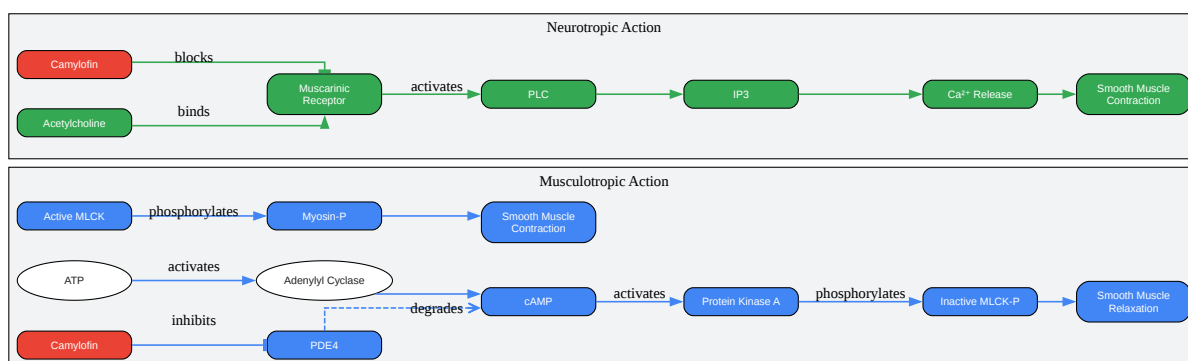 Neurotropic Action
Camylofin
blocks
Muscarinic
Receptor
activates
PLC
IP3
Ca²⁺ Release
Smooth Muscle
Contraction
Acetylcholine
binds
Musculotropic Action
Active MLCK
phosphorylates
Myosin-P
Smooth Muscle
Contraction
ATP
activates
Adenylyl Cyclase
degrades
cAMP
activates
Protein Kinase A
phosphorylates
Inactive MLCK-P
Smooth Muscle
Relaxation
Camylofin
inhibits
PDE4